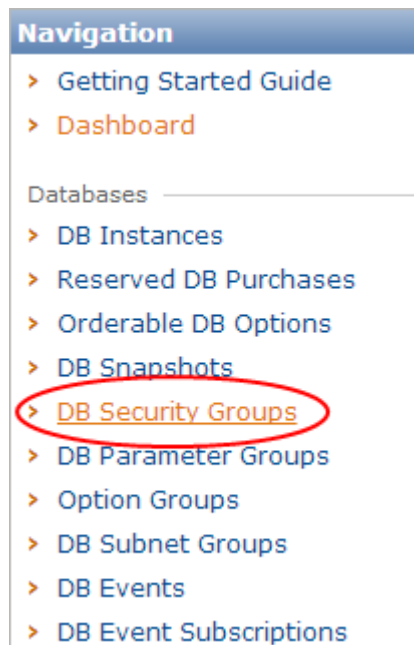 Navigation
Getting Started Guide
Dashboard
Databases
DB Instances
Reserved DB Purchases
Orderable DB Options
DB Snapshots
DB Security Groups
DB Parameter Groups
Option Groups
DB Subnet Groups
DB Events
DB Event Subscriptions